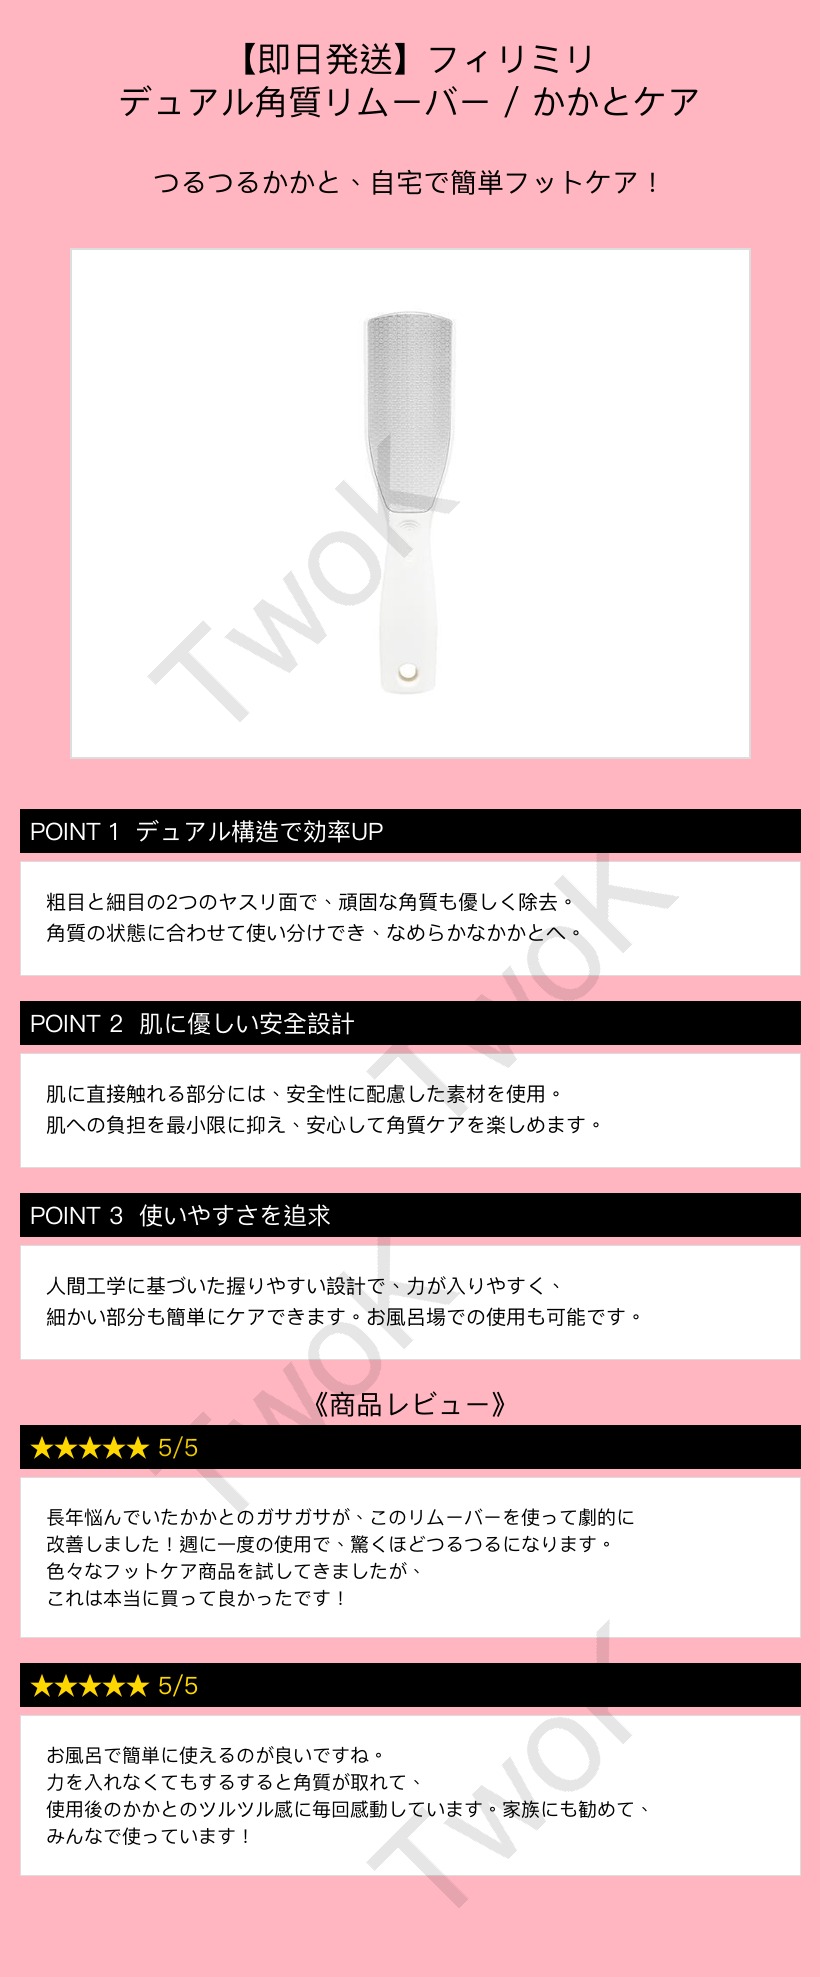 【即日発送】フィリミリ
デュアル角質リムーバー / かかとケア
つるつるかかと、自宅で簡単フットケア！
TwoK
POINT 1 デュアル構造で効率UP
粗目と細目の2つのヤスリ面で、頑固な角質も優しく除去。
角質の状態に合わせて使い分けでき、なめらかなかかとへ。
TwoK
POINT 2 肌に優しい安全設計
肌に直接触れる部分には、安全性に配慮した素材を使用。
肌への負担を最小限に抑え、安心して角質ケアを楽しめます。
POINT 3 使いやすさを追求
人間工学に基づいた握りやすい設計で、力が入りやすく、
細かい部分も簡単にケアできます。お風呂場での使用も可能です。
TwoK
《商品レビュー》
★★★★★ 5/5
長年悩んでいたかかとのガサガサが、このリムーバーを使って劇的に
改善しました！週に一度の使用で、驚くほどつるつるになります。
色々なフットケア商品を試してきましたが、
これは本当に買って良かったです！
★★★★★ 5/5
お風呂で簡単に使えるのが良いですね。
力を入れなくてもするすると角質が取れて、
使用後のかかとのツルツル感に毎回感動しています。家族にも勧めて、
みんなで使っています！
TwoK